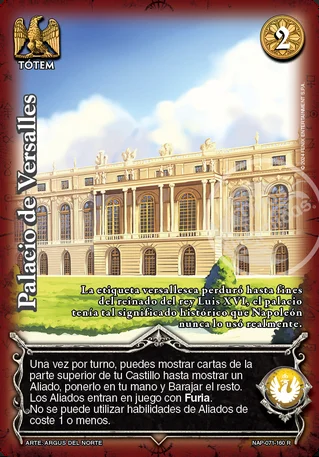 TÓTEM
2
Palacio de Versalles
© 2024 FENIX ENTERTAINMENT S.P.A.
La etiqueta versallesca perduró hasta fines
del reinado del rey Luis XVI, el palacio
tenía tal significado histórico que Napoleón
nunca lo usó realmente.
Una vez por turno, puedes mostrar cartas de la
parte superior de tu Castillo hasta mostrar un
Aliado, ponerlo en tu mano y Barajar el resto.
Los Aliados entran en juego con Furia.
No se puede utilizar habilidades de Aliados de
coste 1 o menos.
ARTE: ARGUS DEL NORTE
NAP-071-160 R